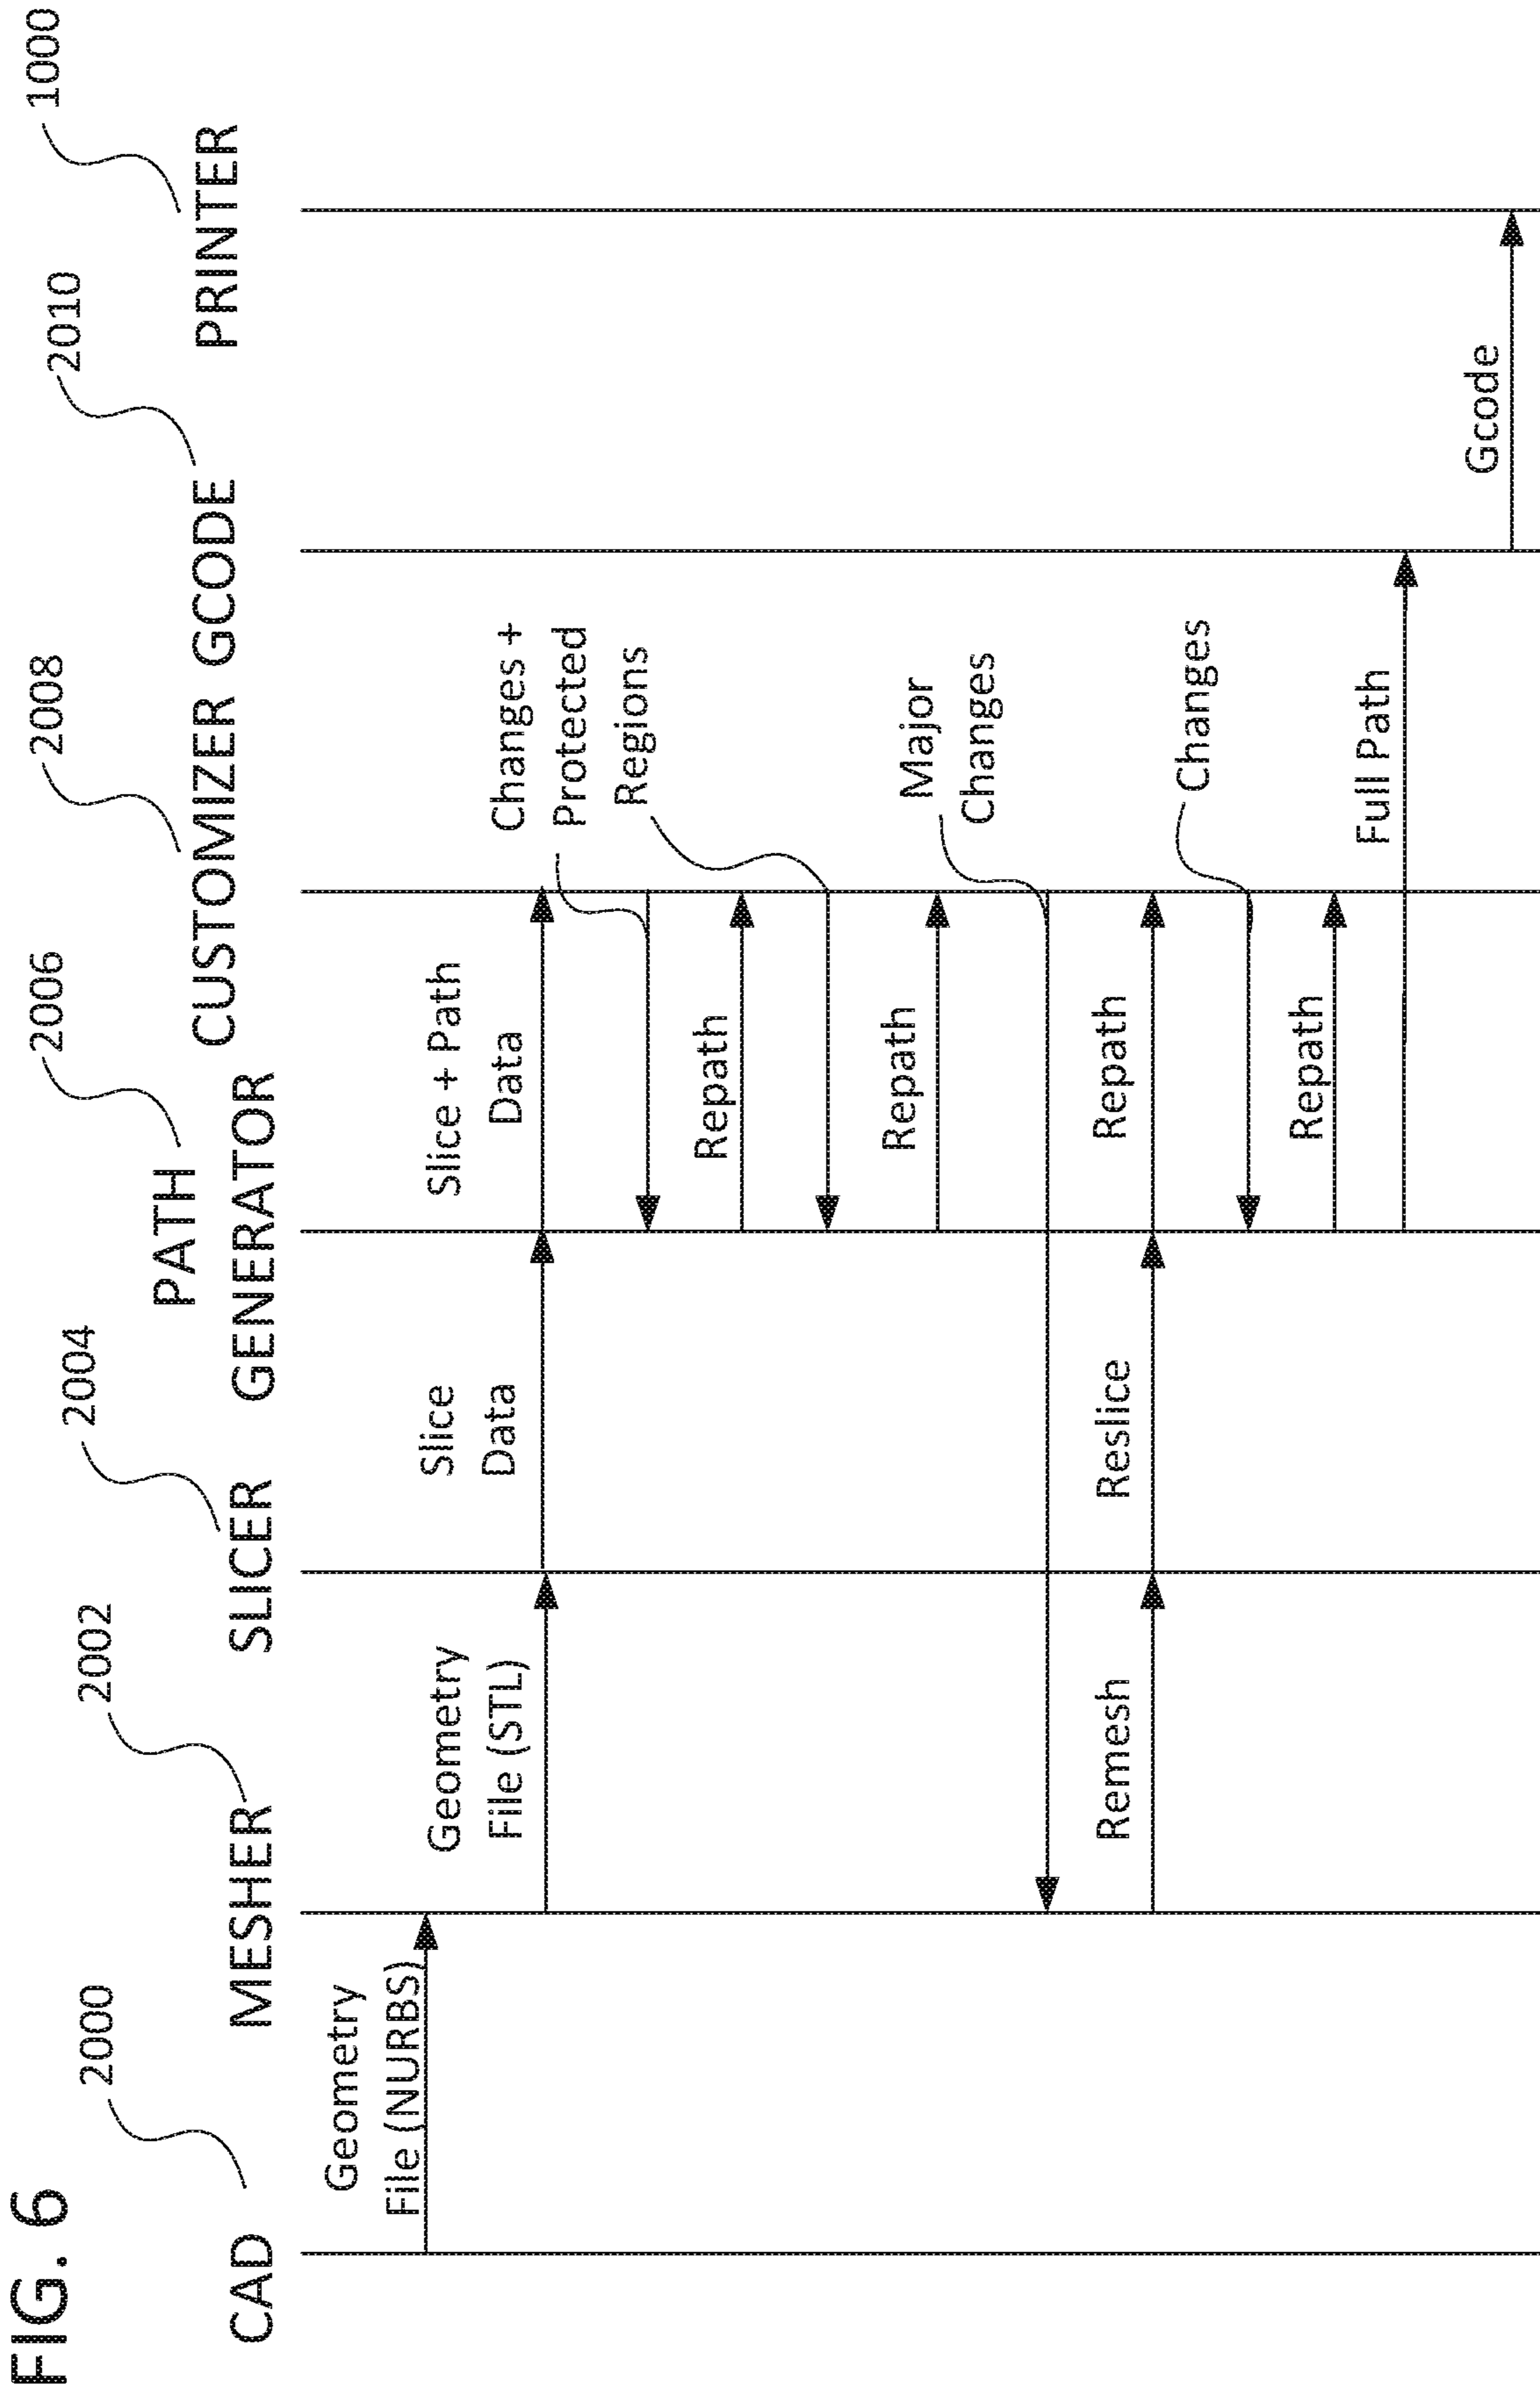 FIG. 6
2000
2002
2004
2006
2008
2010
1000
CAD
MESHER
SLICER
PATH
GENERATOR
CUSTOMIZER
GCODE
PRINTER
Geometry
File (NURBS)
Geometry
File (STL)
Slice
Data
Slice + Path
Data
Changes +
Protected
Regions
Repath
Repath
Major
Changes
Remesh
Reslice
Repath
Changes
Repath
Full Path
Gcode